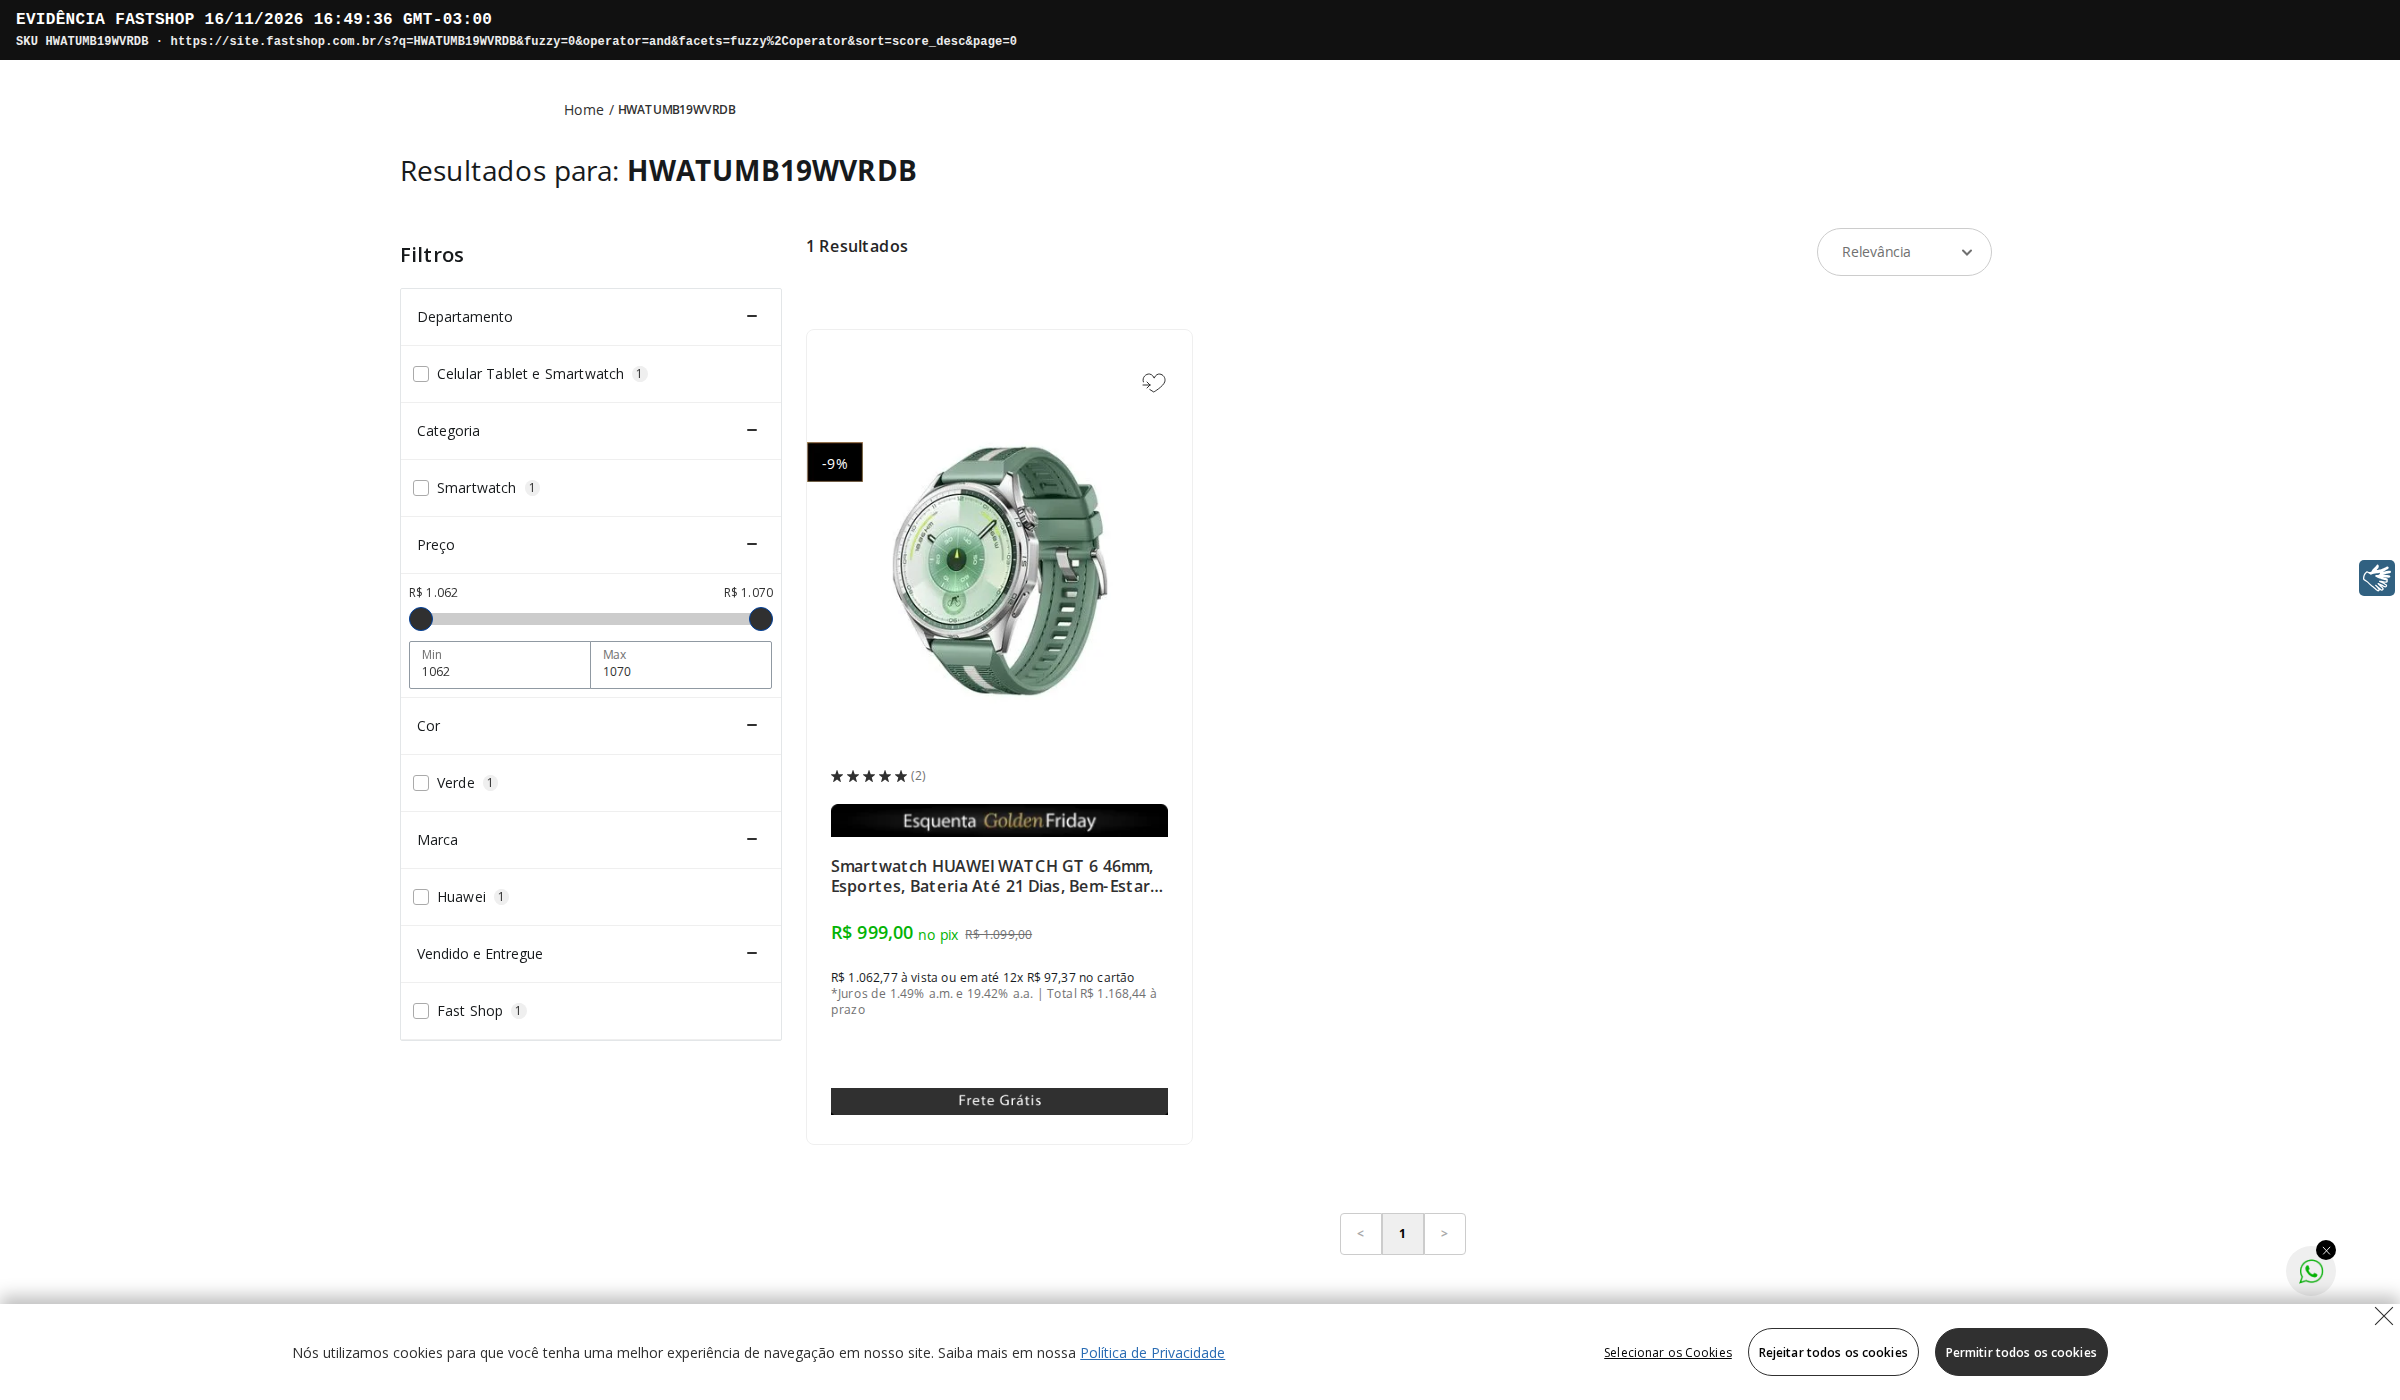 EVIDÊNCIA FASTSHOP 16/11/2026 16:49:36 GMT-03:00
SKU HWATUMB19WVRDB · https://site.fastshop.com.br/s?q=HWATUMB19WVRDB&fuzzy=0&operator=and&facets=fuzzy%2Coperator&sort=score_desc&page=0
Home / HWATUMB19WVRDB
Resultados para: HWATUMB19WVRDB
Filtros
Departamento
Celular Tablet e Smartwatch 1
Categoria
Smartwatch 1
Preço
R$ 1.062 R$ 1.070
Min Max
1062 1070
Cor
Verde 1
Marca
Huawei 1
Vendido e Entregue
Fast Shop 1
1 Resultados
Relevância
-9%
(2)
Esquenta Golden Friday
Smartwatch HUAWEI WATCH GT 6 46mm,
Esportes, Bateria Até 21 Dias, Bem-Estar...
R$ 999,00 no pix R$ 1.099,00
R$ 1.062,77 à vista ou em até 12x R$ 97,37 no cartão
*Juros de 1.49% a.m. e 19.42% a.a. | Total R$ 1.168,44 à
prazo
Frete Grátis
< 1 >
Nós utilizamos cookies para que você tenha uma melhor experiência de navegação em nosso site. Saiba mais em nossa Política de Privacidade
Selecionar os Cookies
Rejeitar todos os cookies
Permitir todos os cookies